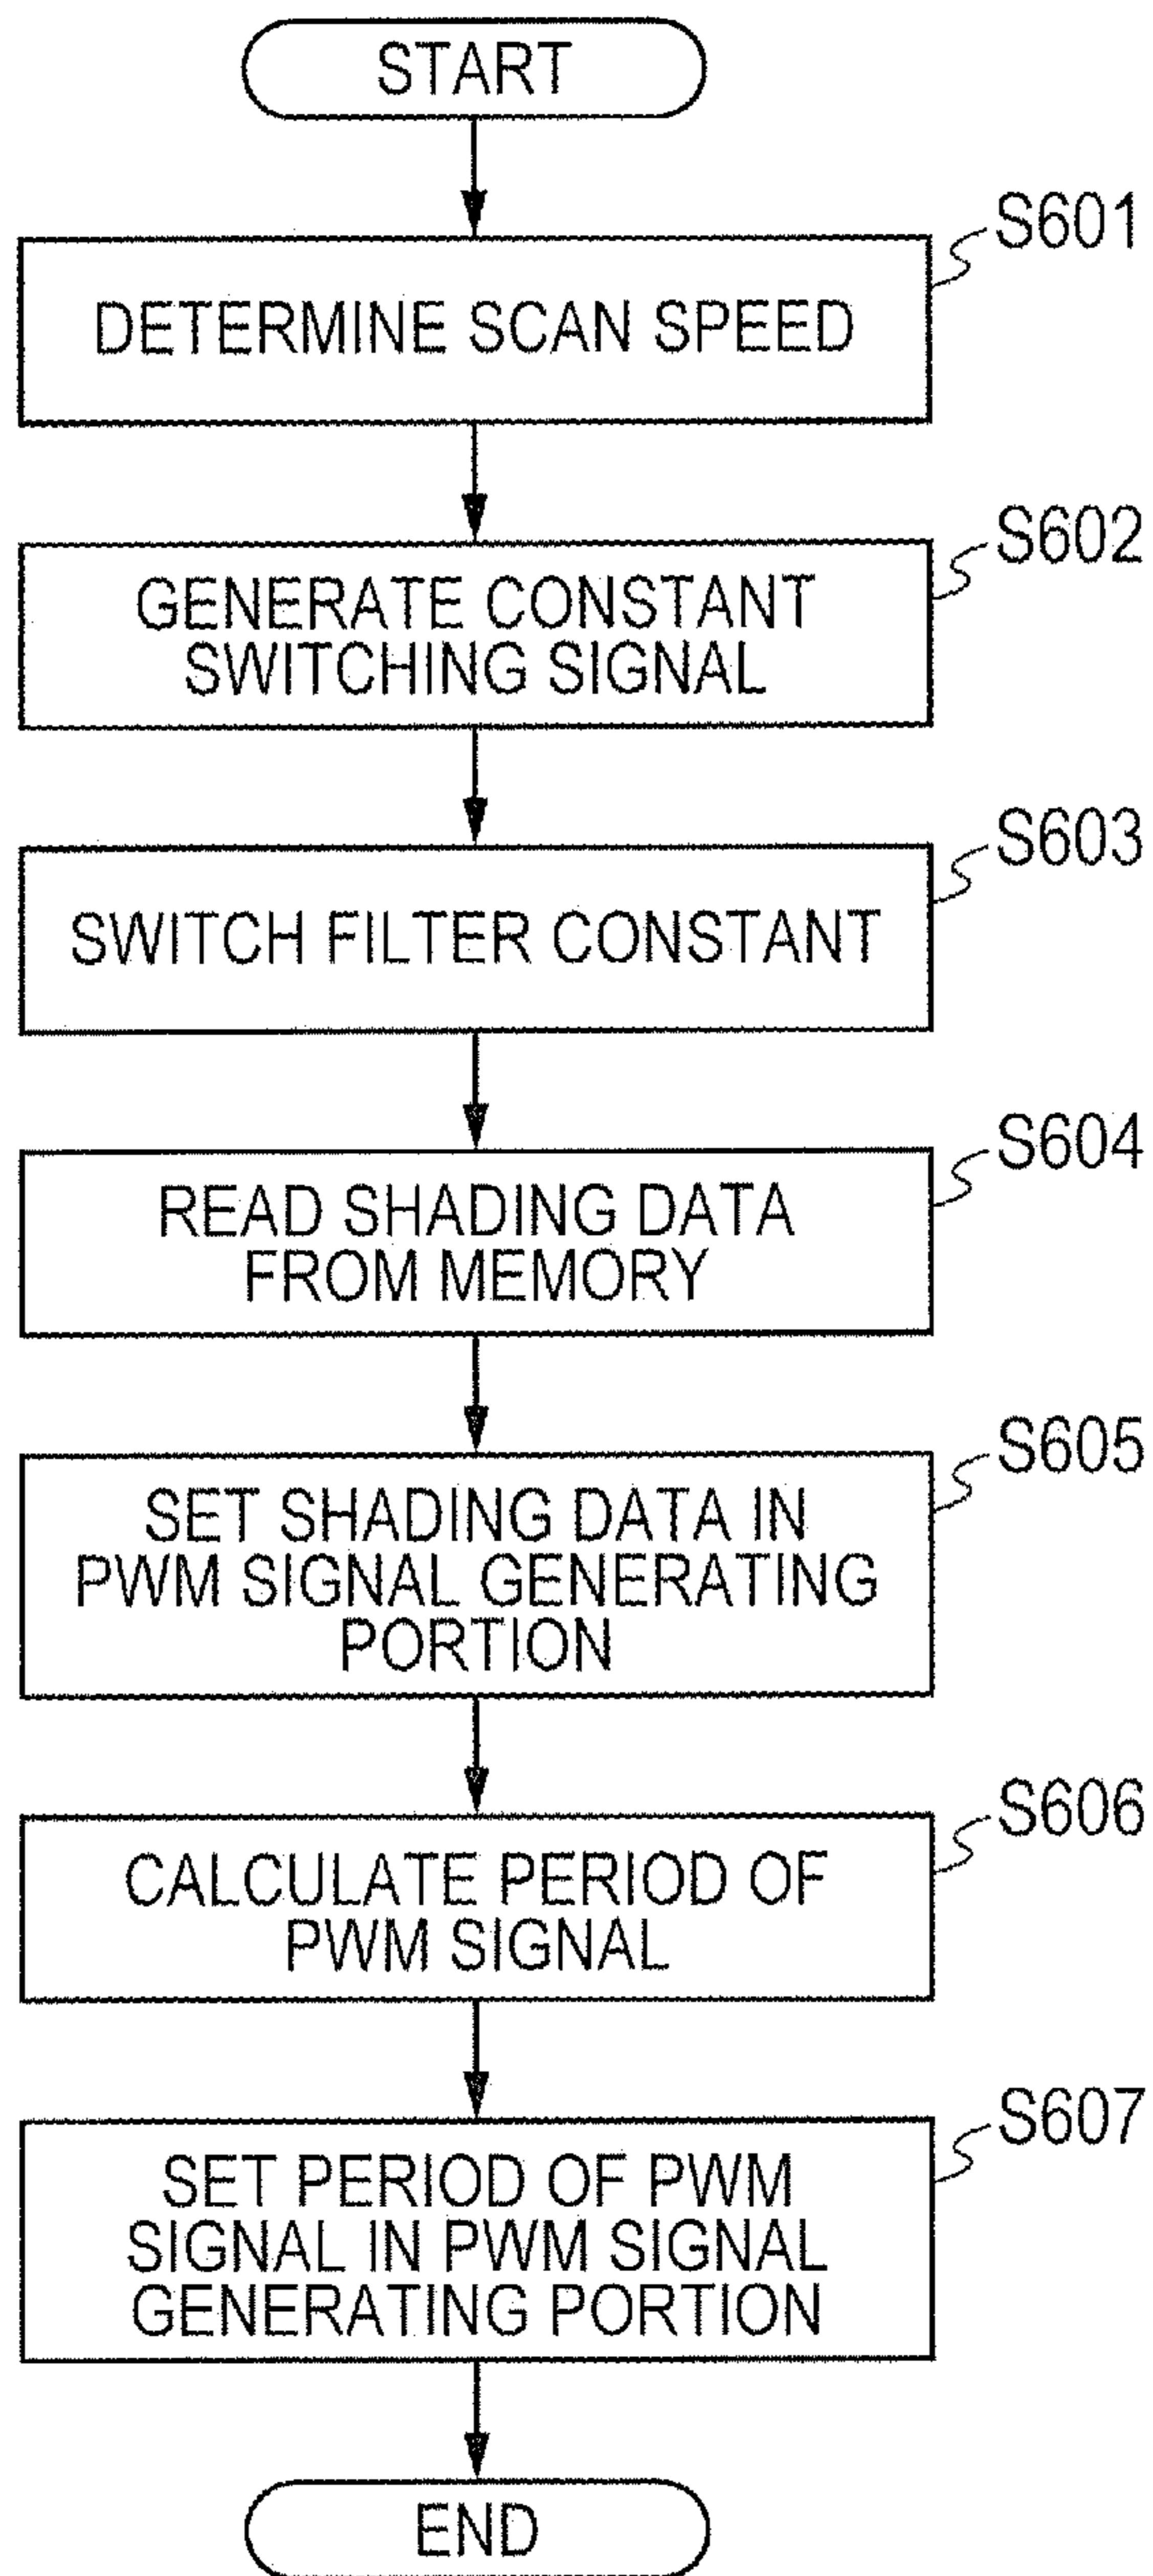 START
S601
DETERMINE SCAN SPEED
S602
GENERATE CONSTANT
SWITCHING SIGNAL
S603
SWITCH FILTER CONSTANT
S604
READ SHADING DATA
FROM MEMORY
S605
SET SHADING DATA IN
PWM SIGNAL GENERATING
PORTION
S606
CALCULATE PERIOD OF
PWM SIGNAL
S607
SET PERIOD OF PWM
SIGNAL IN PWM SIGNAL
GENERATING PORTION
END